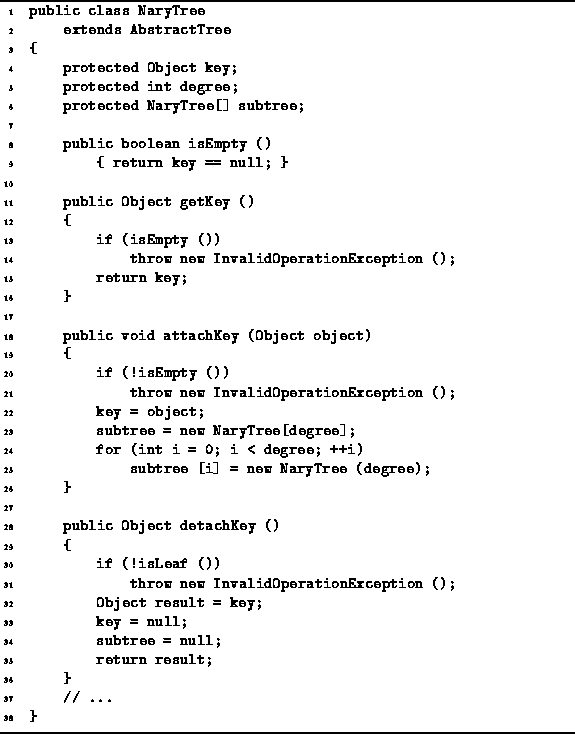 1 public class NaryTree
2     extends AbstractTree
3 {
4     protected Object key;
5     protected int degree;
6     protected NaryTree[] subtree;
7
8     public boolean isEmpty ()
9         { return key == null; }
10
11     public Object getKey ()
12     {
13         if (isEmpty ())
14             throw new InvalidOperationException ();
15         return key;
16     }
17
18     public void attachKey (Object object)
19     {
20         if (!isEmpty ())
21             throw new InvalidOperationException ();
22         key = object;
23         subtree = new NaryTree[degree];
24         for (int i = 0; i < degree; ++i)
25             subtree [i] = new NaryTree (degree);
26     }
27
28     public Object detachKey ()
29     {
30         if (!isLeaf ())
31             throw new InvalidOperationException ();
32         Object result = key;
33         key = null;
34         subtree = null;
35         return result;
36     }
37     // ...
38 }